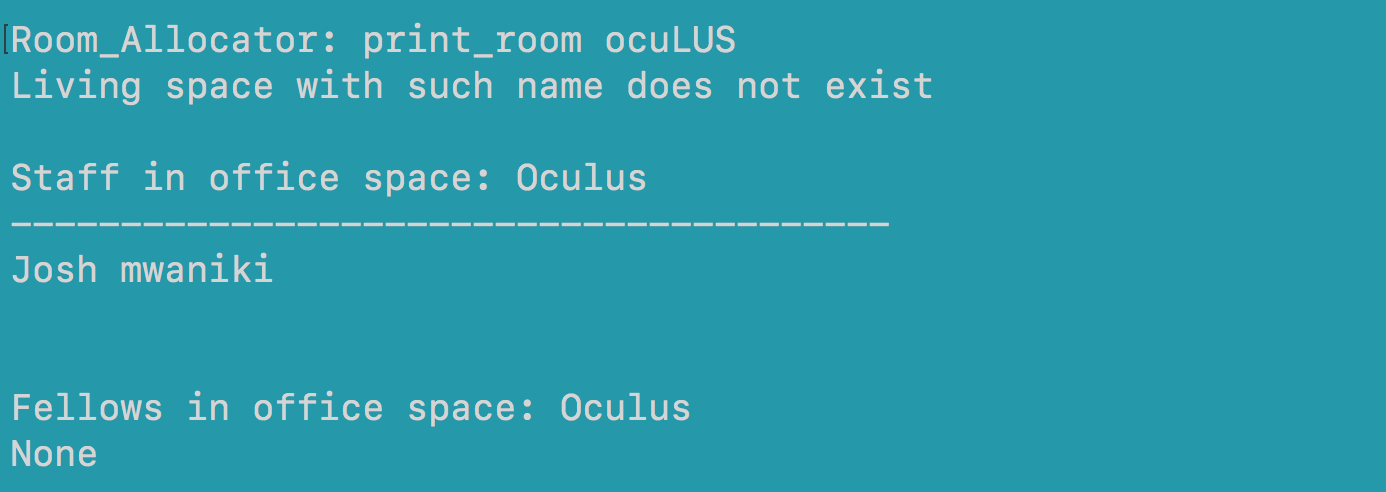 [Room_Allocator: print_room ocuLUS
Living space with such name does not exist
Staff in office space: Oculus
----------------------------------------
Josh mwaniki
Fellows in office space: Oculus
None